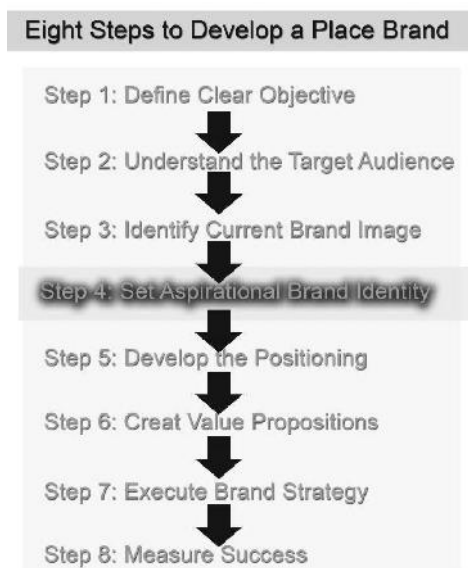 Eight Steps to Develop a Place Brand
Step 1: Define Clear Objective
Step 2: Understand the Target Audience
Step 3: Identify Current Brand Image
Step 4: Set Aspirational Brand Identity
Step 5: Develop the Positioning
Step 6: Creat Value Propositions
Step 7: Execute Brand Strategy
Step 8: Measure Success